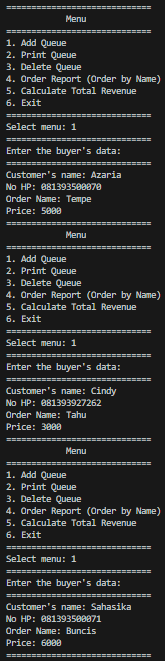 =============================
Menu
=============================
1. Add Queue
2. Print Queue
3. Delete Queue
4. Order Report (Order by Name)
5. Calculate Total Revenue
6. Exit
=============================
Select menu: 1
=============================
Enter the buyer's data:
=============================
Customer's name: Azaria
No HP: 081393500070
Order Name: Tempe
Price: 5000
=============================
Menu
=============================
1. Add Queue
2. Print Queue
3. Delete Queue
4. Order Report (Order by Name)
5. Calculate Total Revenue
6. Exit
=============================
Select menu: 1
=============================
Enter the buyer's data:
=============================
Customer's name: Cindy
No HP: 081393927262
Order Name: Tahu
Price: 3000
=============================
Menu
=============================
1. Add Queue
2. Print Queue
3. Delete Queue
4. Order Report (Order by Name)
5. Calculate Total Revenue
6. Exit
=============================
Select menu: 1
=============================
Enter the buyer's data:
=============================
Customer's name: Sahasika
No HP: 081393500071
Order Name: Buncis
Price: 6000
=============================